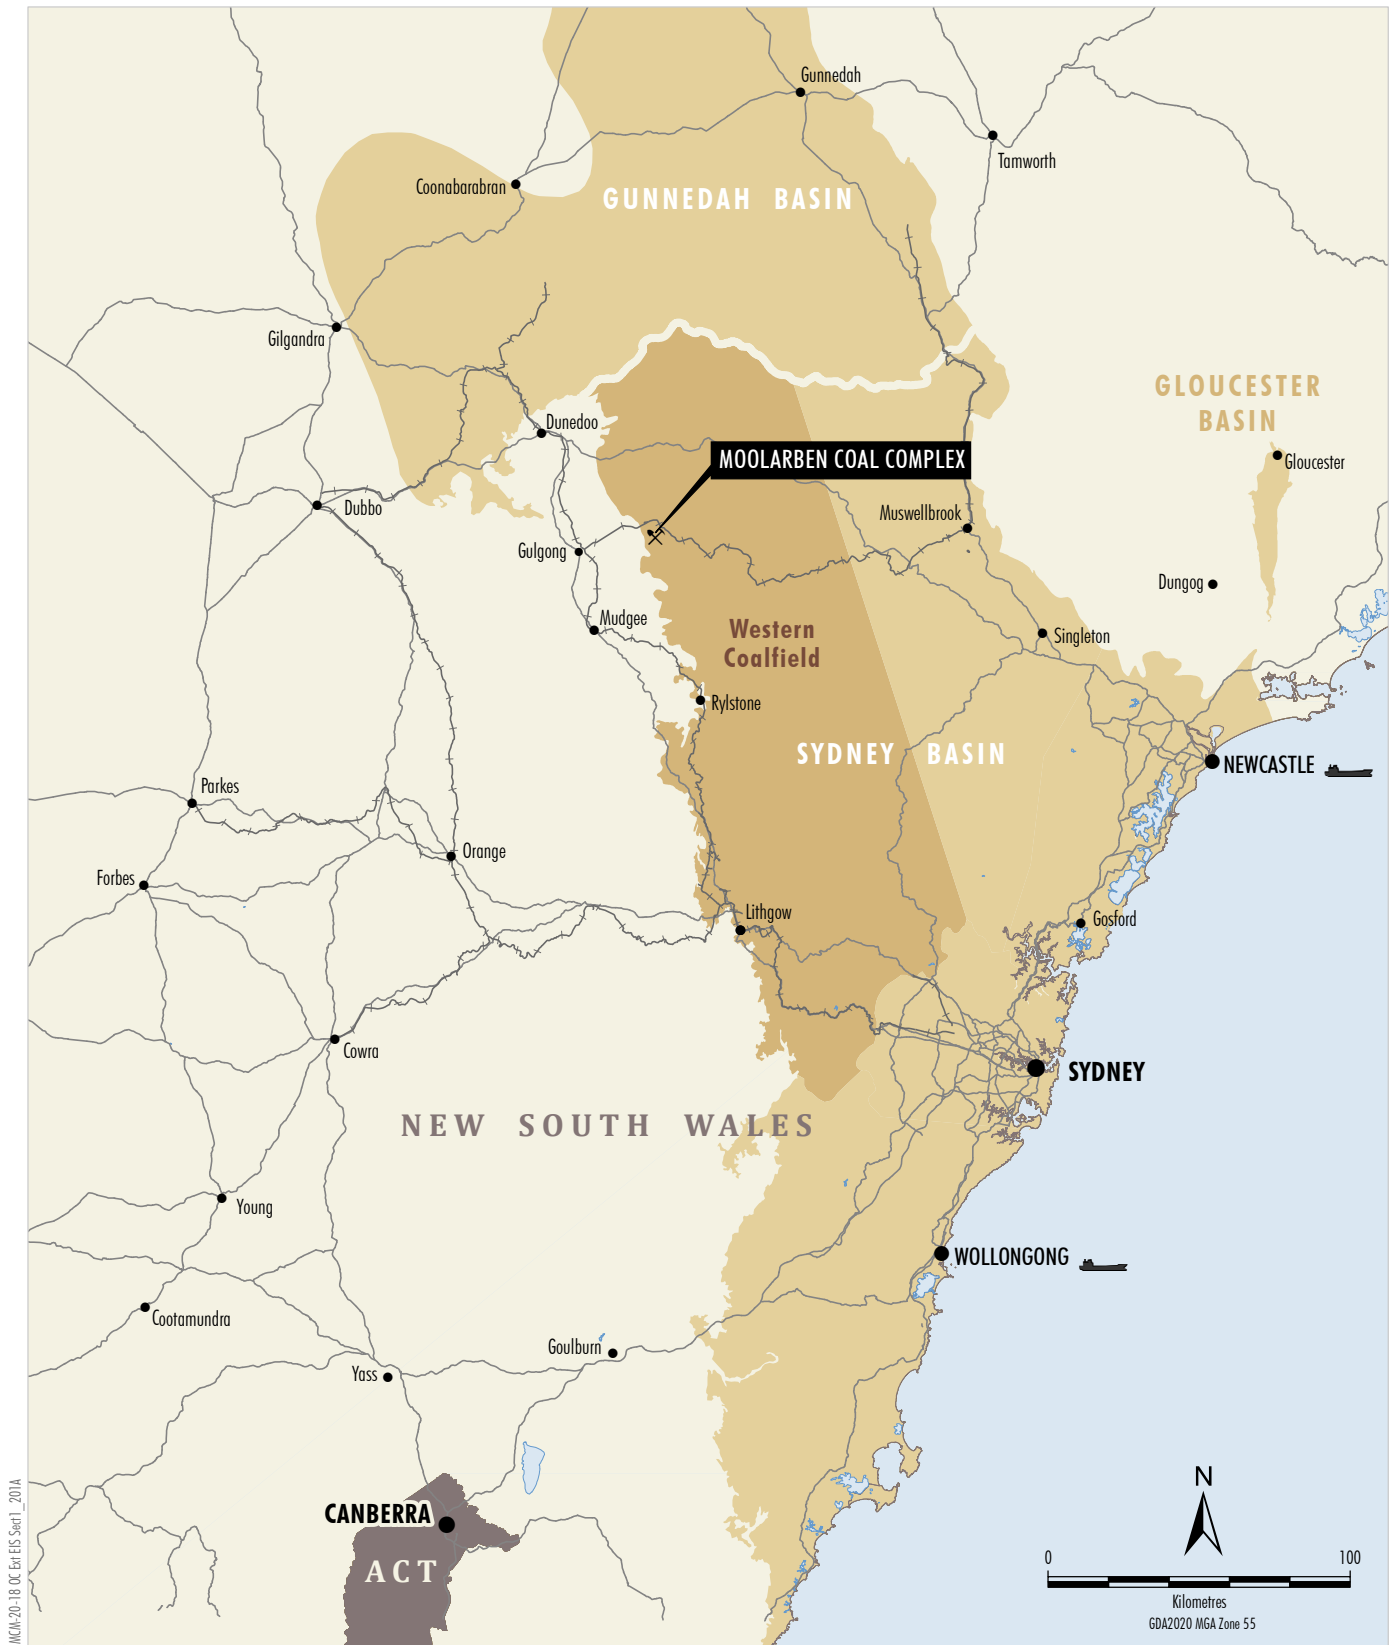 Gunnedah
Tamworth
Coonabarabran
GUNNEDAH BASIN
Gilgandra
GLOUCESTER
BASIN
Dunedoo
MOOLARBEN COAL COMPLEX
Gloucester
Dubbo
Muswellbrook
Gulgong
Dungog
Mudgee
Western
Coalfield
Singleton
Rylstone
SYDNEY BASIN
NEWCASTLE
Parkes
Orange
Forbes
Lithgow
Gosford
Cowra
SYDNEY
NEW SOUTH WALES
Young
WOLLONGONG
Cootamundra
Goulburn
Yass
N
CANBERRA
ACT
0 100
Kilometres
GDA2020 MGA Zone 55
MCM-20-18 OC Ext EIS Sect1_201A